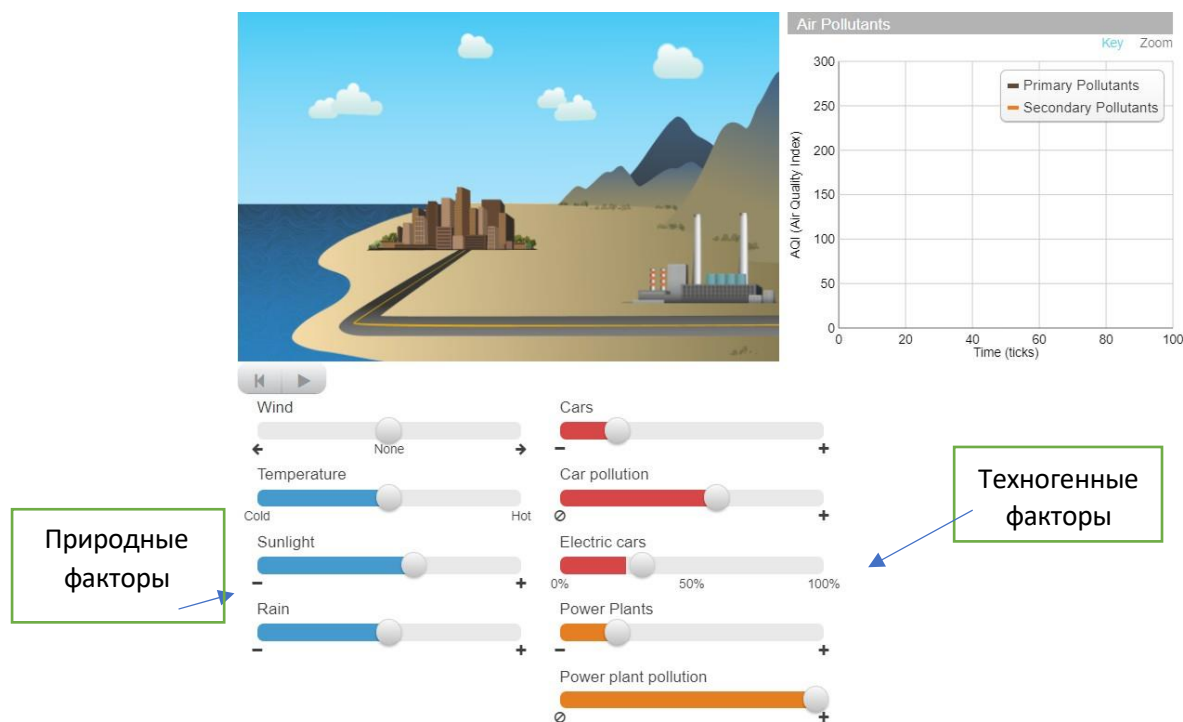 Air Pollutants
Key Zoom
300
250
200
150
100
50
0
AQI (Air Quality Index)
Primary Pollutants
Secondary Pollutants
0 20 40 60 80 100
Time (ticks)
Wind
None
Temperature
Cold Hot
Sunlight
Rain
Cars
Car pollution
Electric cars
0% 50% 100%
Power Plants
Power plant pollution
Природные
факторы
Техногенные
факторы